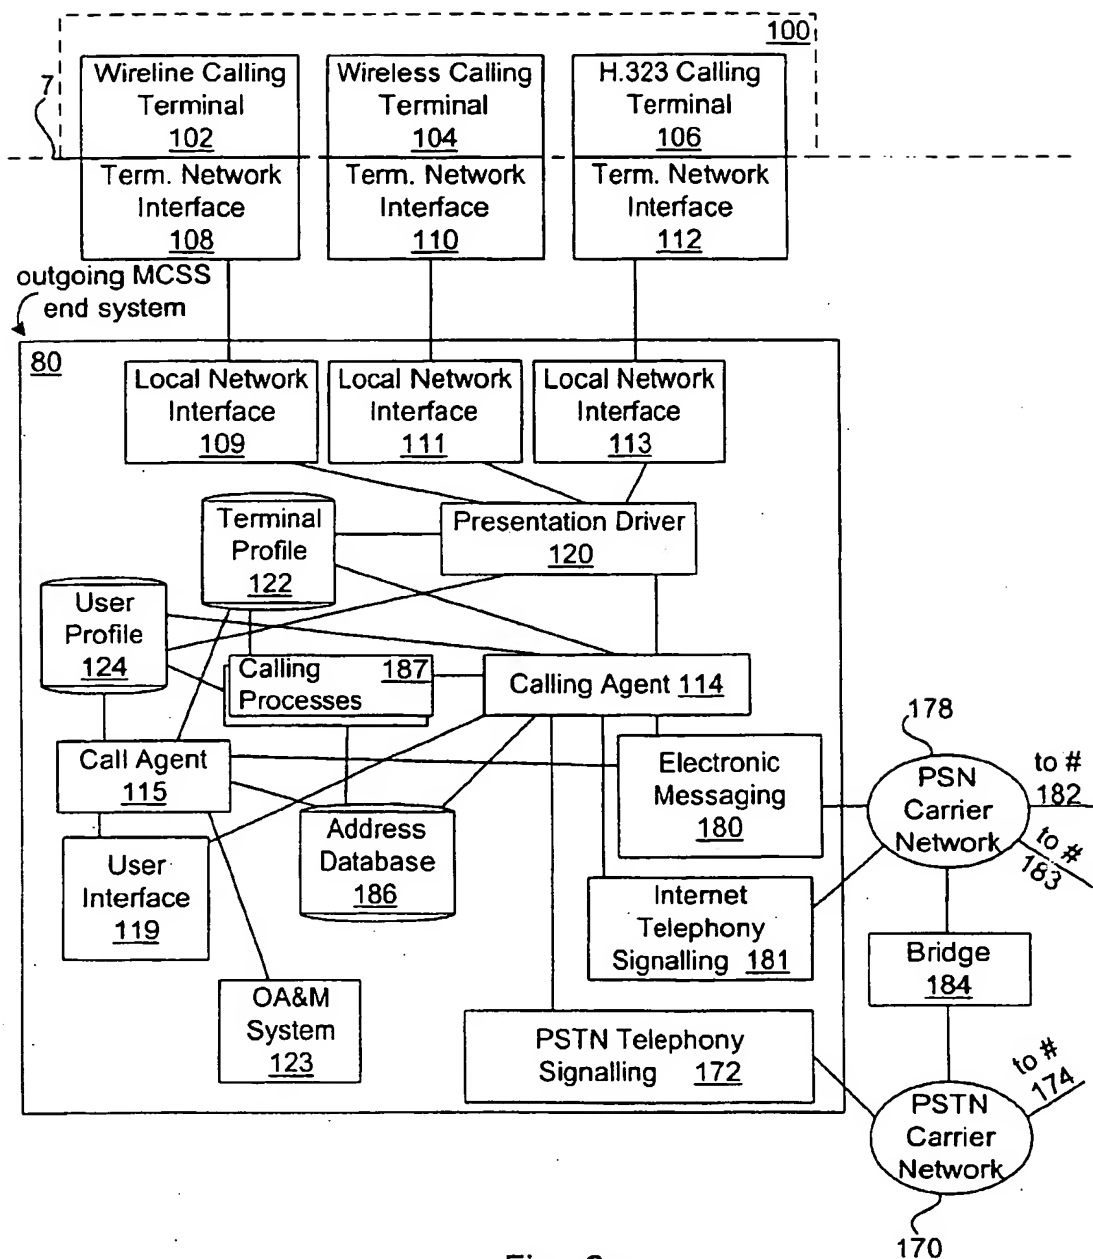 100
7
Wireline Calling
Terminal
102
Wireless Calling
Terminal
104
H.323 Calling
Terminal
106
Term. Network
Interface
108
Term. Network
Interface
110
Term. Network
Interface
112
outgoing MCSS
end system
80
Local Network
Interface
109
Local Network
Interface
111
Local Network
Interface
113
Terminal
Profile
122
Presentation Driver
120
User
Profile
124
Calling
Processes
187
Calling Agent 114
Call Agent
115
Electronic
Messaging
180
178
PSN
Carrier
Network
to #
182
to #
183
User
Interface
119
Address
Database
186
Internet
Telephony
Signalling 181
Bridge
184
OA&M
System
123
PSTN Telephony
Signalling 172
to #
174
PSTN
Carrier
Network
170